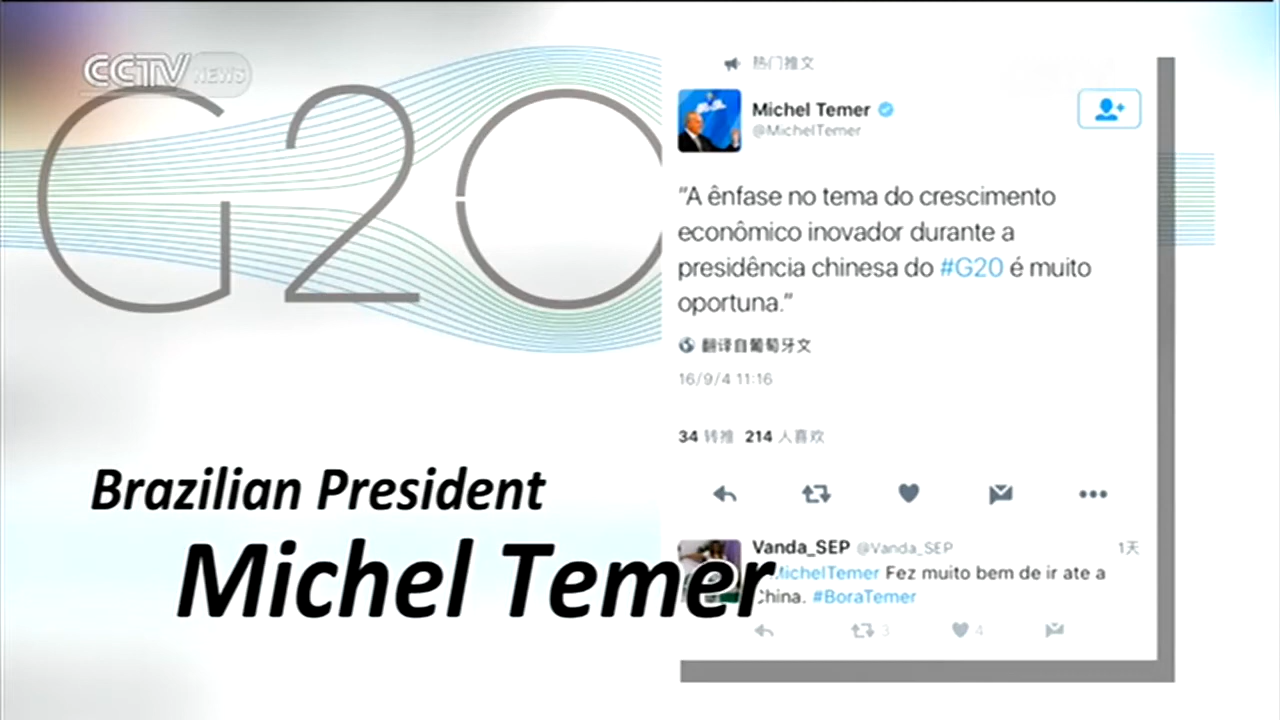 CCTV NEWS
G20
热门推文
Michel Temer
@MichelTemer
"A ênfase no tema do crescimento
econômico inovador durante a
presidência chinesa do #G20 é muito
oportuna."
翻译自葡萄牙文
16/9/4 11:16
34 转推 214 人喜欢
Brazilian President
Michel Temer
Vanda_SEP @Vanda_SEP 1天
MichelTemer Fez muito bem de ir ate a
China. #BoraTemer
3 4